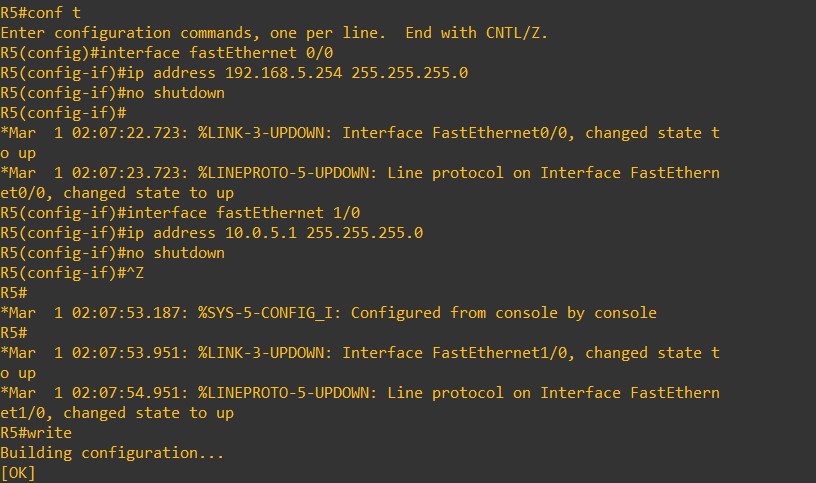 R5#conf t
Enter configuration commands, one per line.  End with CNTL/Z.
R5(config)#interface fastEthernet 0/0
R5(config-if)#ip address 192.168.5.254 255.255.255.0
R5(config-if)#no shutdown
R5(config-if)#
*Mar  1 02:07:22.723: %LINK-3-UPDOWN: Interface FastEthernet0/0, changed state t
o up
*Mar  1 02:07:23.723: %LINEPROTO-5-UPDOWN: Line protocol on Interface FastEthern
et0/0, changed state to up
R5(config-if)#interface fastEthernet 1/0
R5(config-if)#ip address 10.0.5.1 255.255.255.0
R5(config-if)#no shutdown
R5(config-if)#^Z
R5#
*Mar  1 02:07:53.187: %SYS-5-CONFIG_I: Configured from console by console
R5#
*Mar  1 02:07:53.951: %LINK-3-UPDOWN: Interface FastEthernet1/0, changed state t
o up
*Mar  1 02:07:54.951: %LINEPROTO-5-UPDOWN: Line protocol on Interface FastEthern
et1/0, changed state to up
R5#write
Building configuration...
[OK]